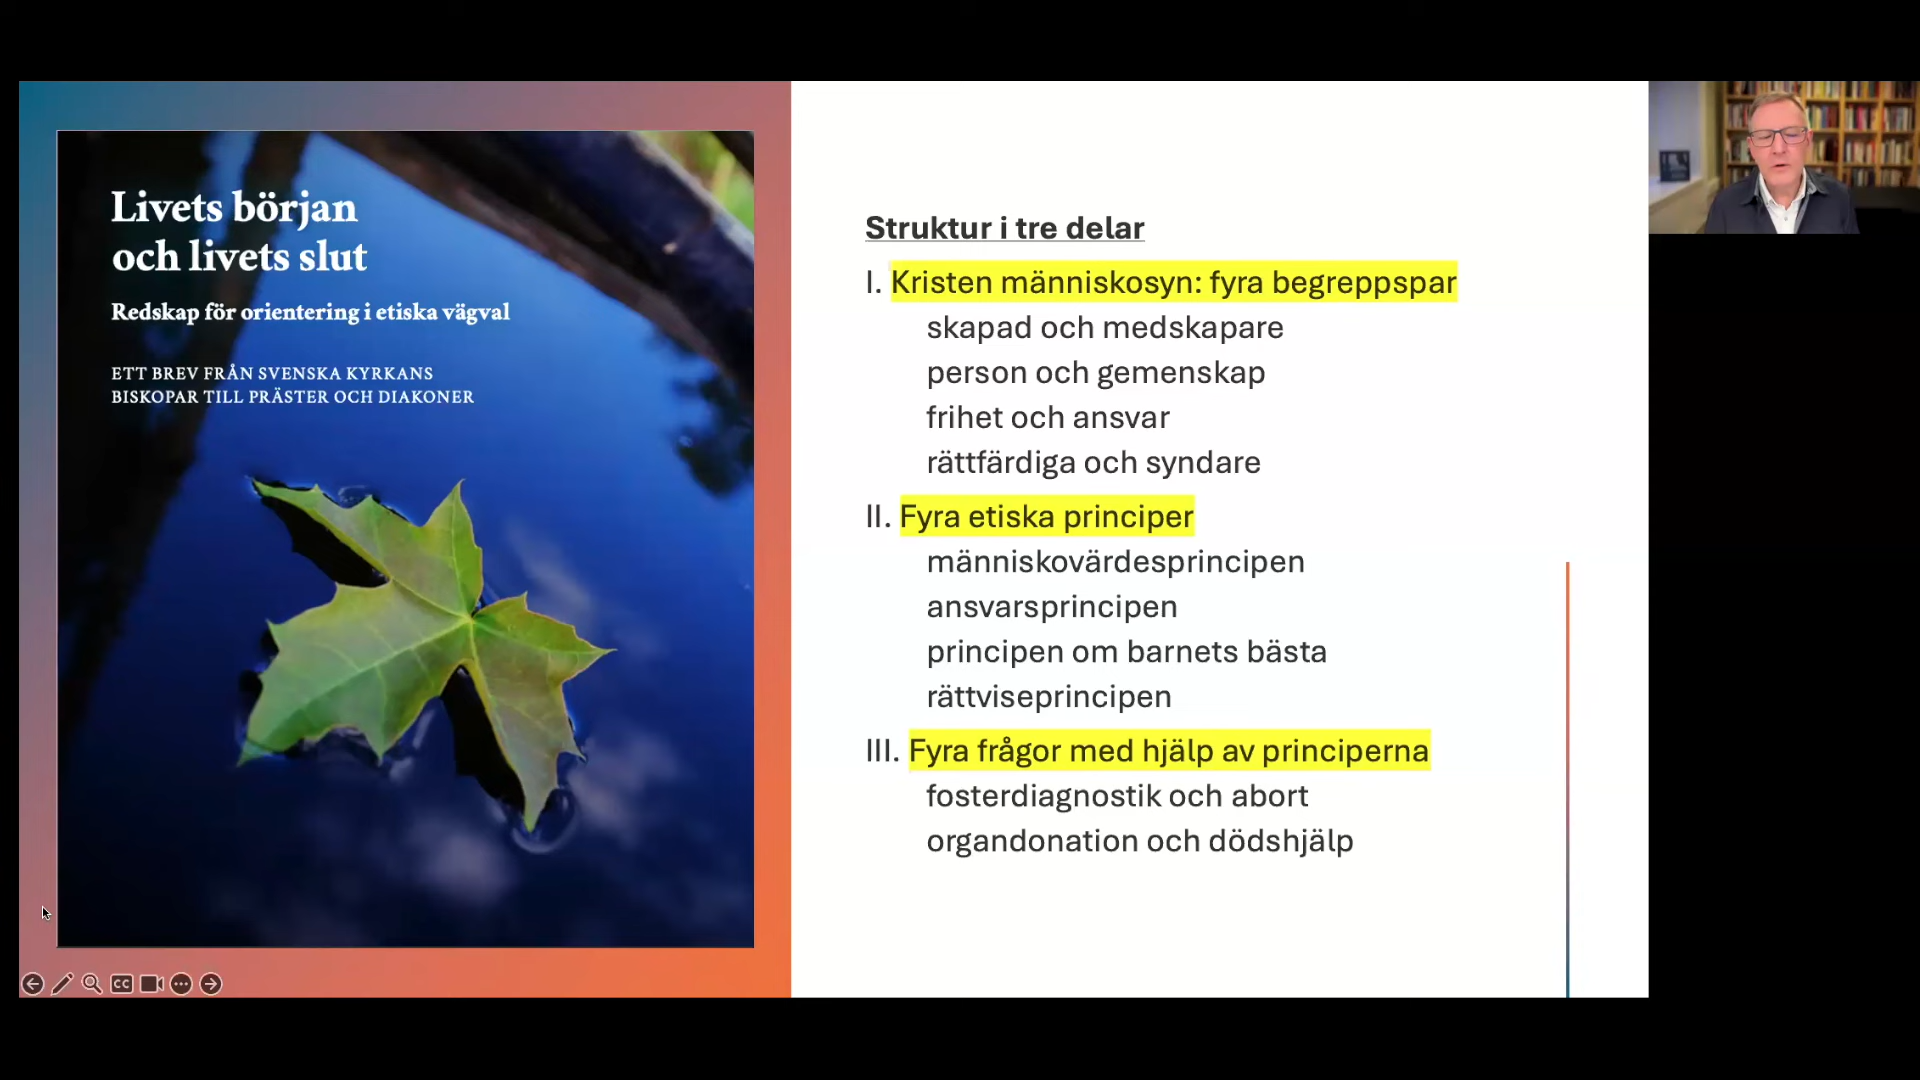 Livets början
och livets slut
Redskap för orientering i etiska vägval
ETT BREV FRÅN SVENSKA KYRKANS
BISKOPAR TILL PRÄSTER OCH DIAKONER
Struktur i tre delar
I. Kristen människosyn: fyra begreppspar
skapad och medskapare
person och gemenskap
frihet och ansvar
rättfärdiga och syndare
II. Fyra etiska principer
människovärdesprincipen
ansvarsprincipen
principen om barnets bästa
rättviseprincipen
III. Fyra frågor med hjälp av principerna
fosterdiagnostik och abort
organdonation och dödshjälp
CC